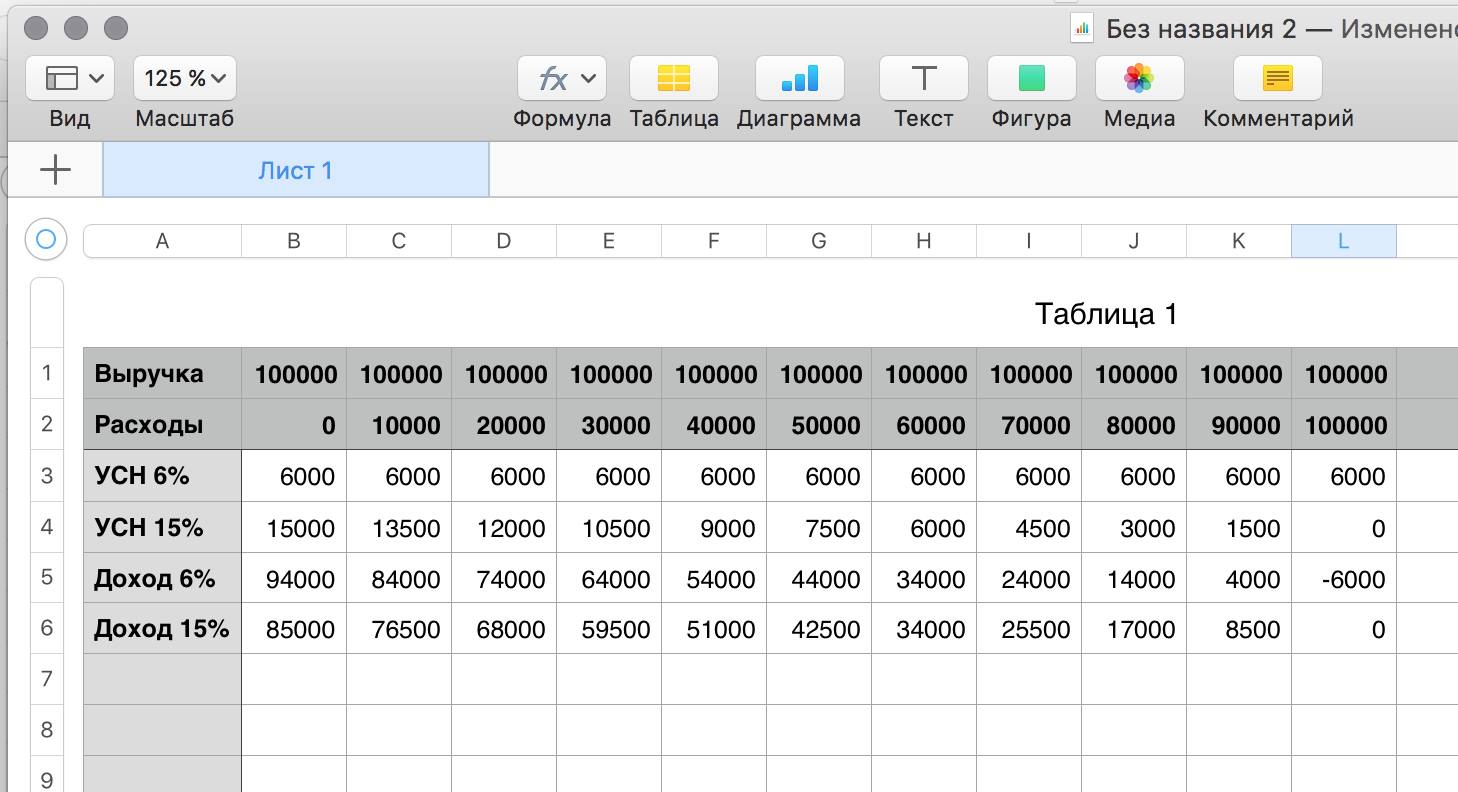 Без названия 2 — Изменено
125 %
Вид Масштаб Формула Таблица Диаграмма Текст Фигура Медиа Комментарий
Лист 1
A B C D E F G H I J K L
Таблица 1
1 Выручка 100000 100000 100000 100000 100000 100000 100000 100000 100000 100000 100000
2 Расходы 0 10000 20000 30000 40000 50000 60000 70000 80000 90000 100000
3 УСН 6% 6000 6000 6000 6000 6000 6000 6000 6000 6000 6000 6000
4 УСН 15% 15000 13500 12000 10500 9000 7500 6000 4500 3000 1500 0
5 Доход 6% 94000 84000 74000 64000 54000 44000 34000 24000 14000 4000 -6000
6 Доход 15% 85000 76500 68000 59500 51000 42500 34000 25500 17000 8500 0
7
8
9